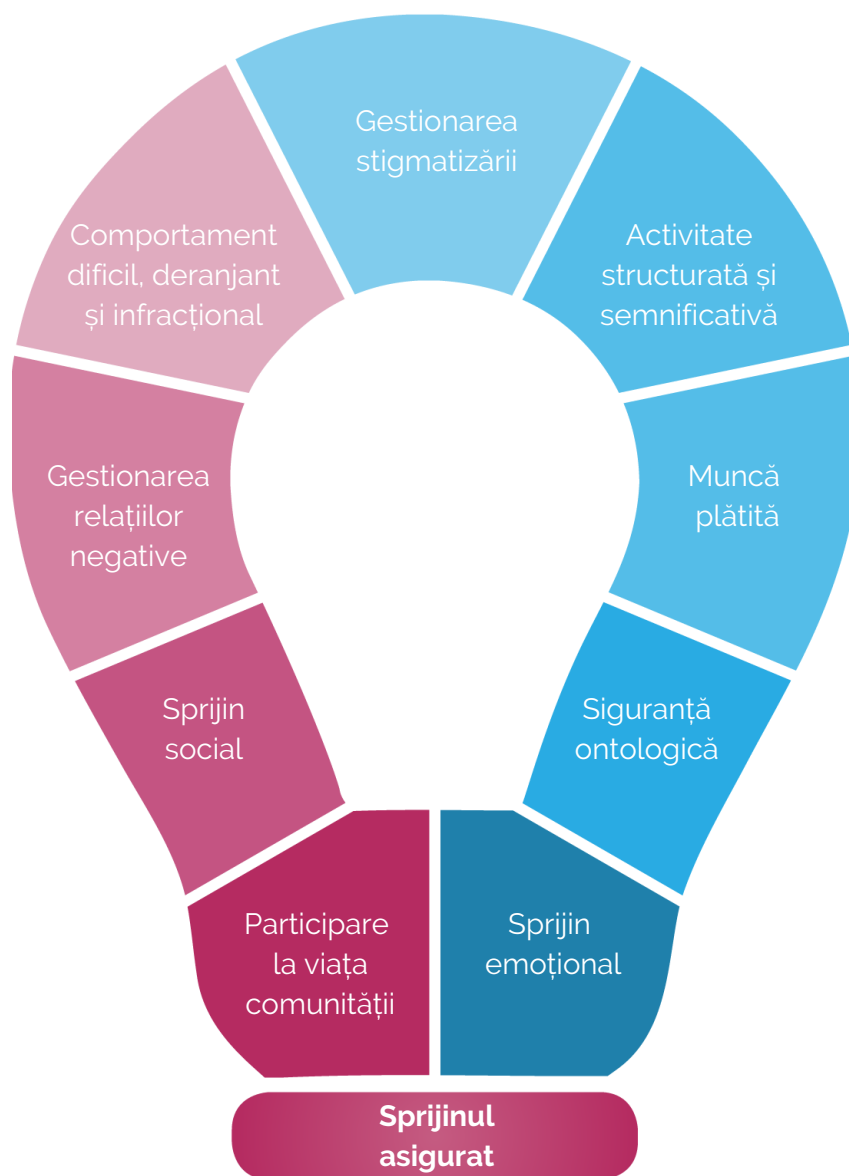 Gestionarea
stigmatizării
Comportament
dificil, deranjant
și infracțional
Activitate
structurată și
semnificativă
Gestionarea
relațiilor
negative
Muncă
plătită
Sprijin
social
Siguranță
ontologică
Participare
la viața
comunității
Sprijin
emoțional
Sprijinul
asigurat